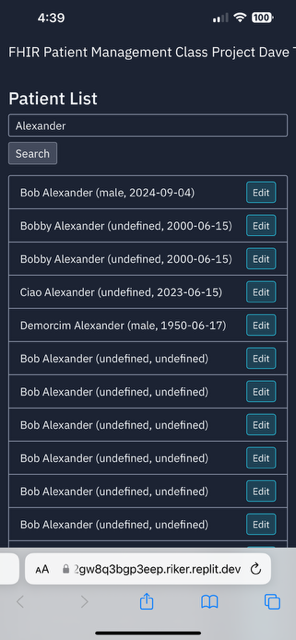 4:39
100
FHIR Patient Management Class Project Dave
Patient List
Alexander
Search
Bob Alexander (male, 2024-09-04) Edit
Bobby Alexander (undefined, 2000-06-15) Edit
Bobby Alexander (undefined, 2000-06-15) Edit
Ciao Alexander (undefined, 2023-06-15) Edit
Demorcim Alexander (male, 1950-06-17) Edit
Bob Alexander (undefined, undefined) Edit
Bob Alexander (undefined, undefined) Edit
Bob Alexander (undefined, undefined) Edit
Bob Alexander (undefined, undefined) Edit
Bob Alexander (undefined, undefined) Edit
Bob Alexander (undefined, undefined) Edit
AA gw8q3bgp3eep.riker.replit.dev